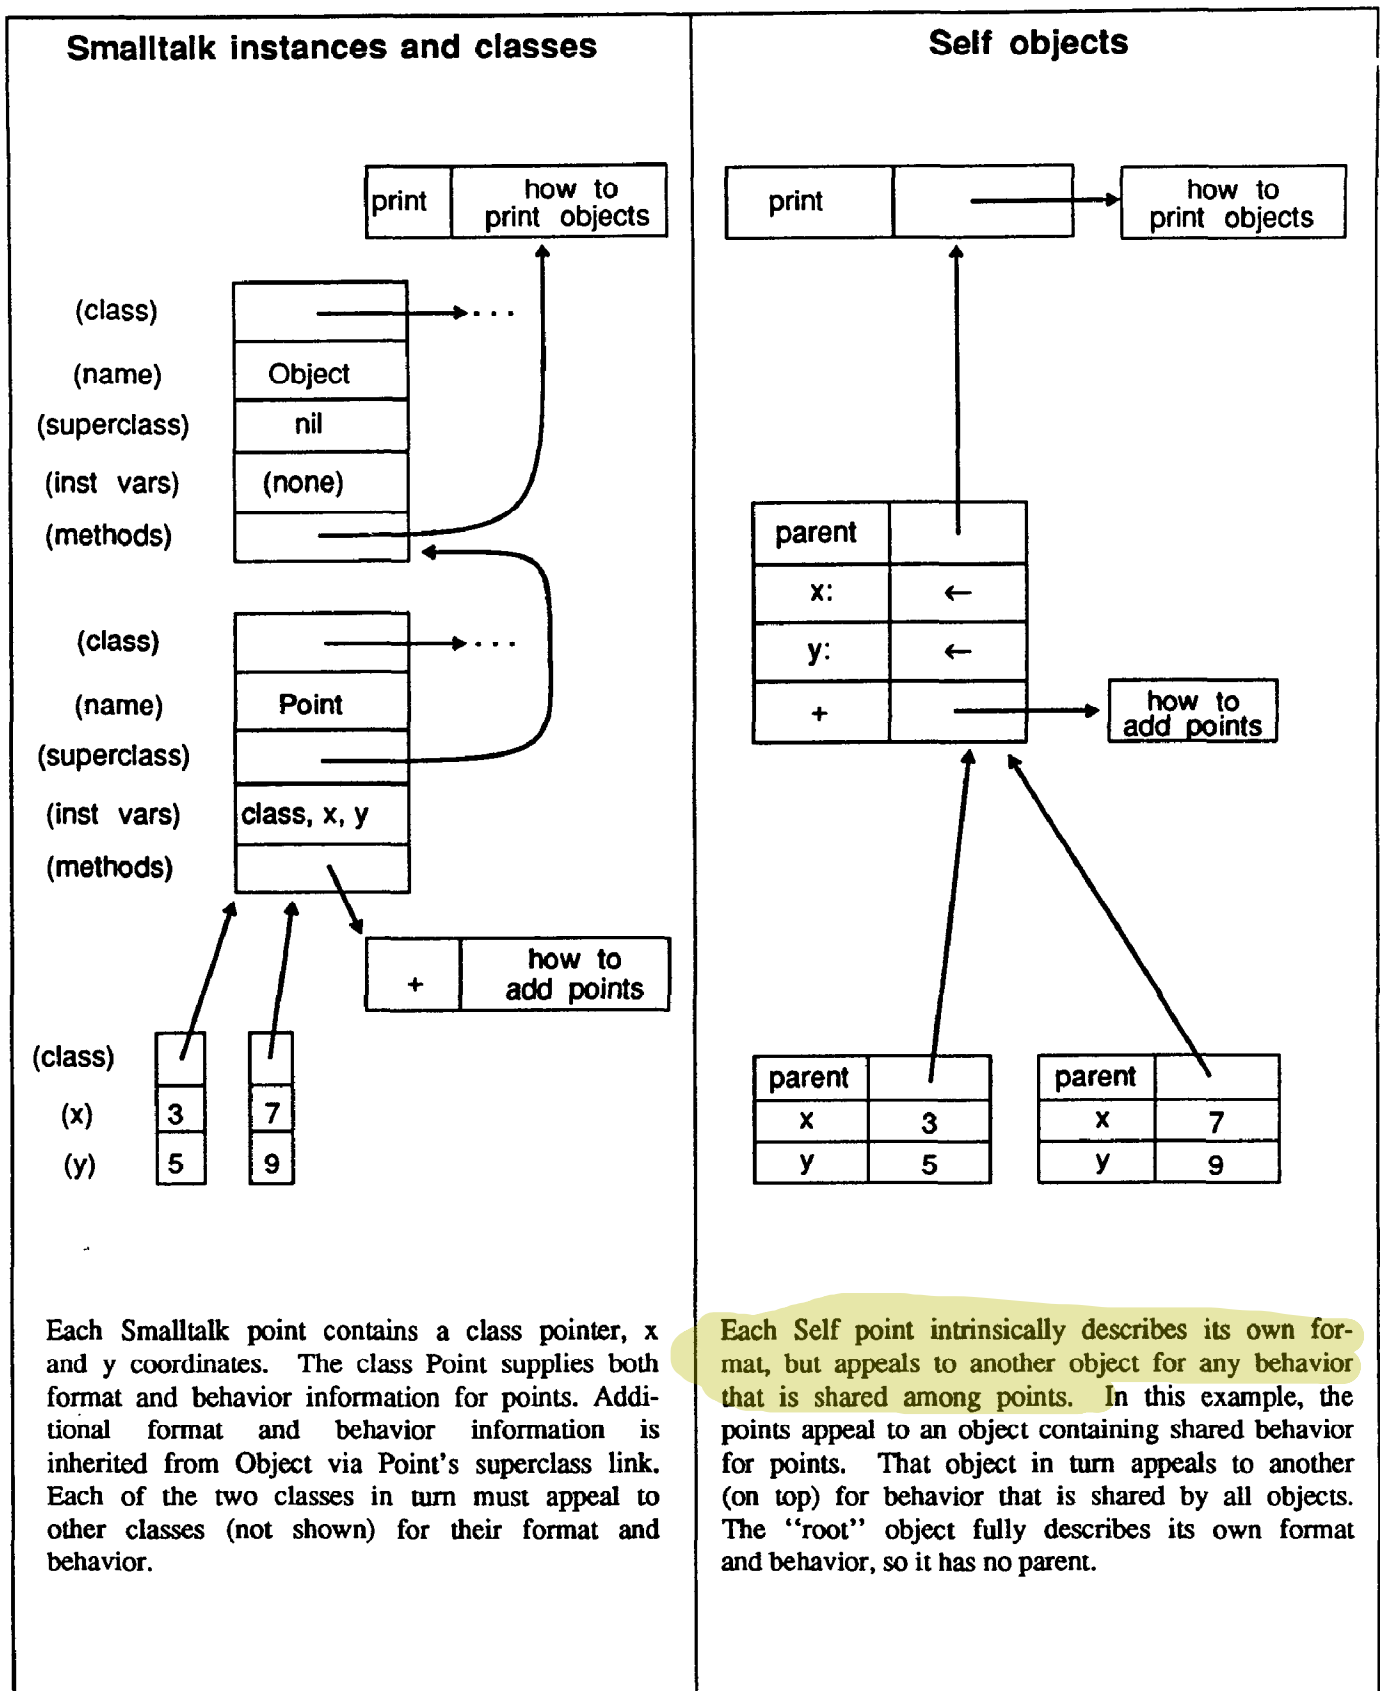 Smalltalk instances and classes
print
how to
print objects
(class)
. . .
(name)
Object
(superclass)
nil
(inst vars)
(none)
(methods)
(class)
. . .
(name)
Point
(superclass)
(inst vars)
class, x, y
(methods)
+
how to
add points
(class)
(x)
3
7
(y)
5
9
Each Smalltalk point contains a class pointer, x
and y coordinates. The class Point supplies both
format and behavior information for points. Addi-
tional format and behavior information is
inherited from Object via Point's superclass link.
Each of the two classes in turn must appeal to
other classes (not shown) for their format and
behavior.
Self objects
print
how to
print objects
parent
x:
←
y:
←
+
how to
add points
parent
x
3
y
5
parent
x
7
y
9
Each Self point intrinsically describes its own for-
mat, but appeals to another object for any behavior
that is shared among points. In this example, the
points appeal to an object containing shared behavior
for points. That object in turn appeals to another
(on top) for behavior that is shared by all objects.
The “root” object fully describes its own format
and behavior, so it has no parent.